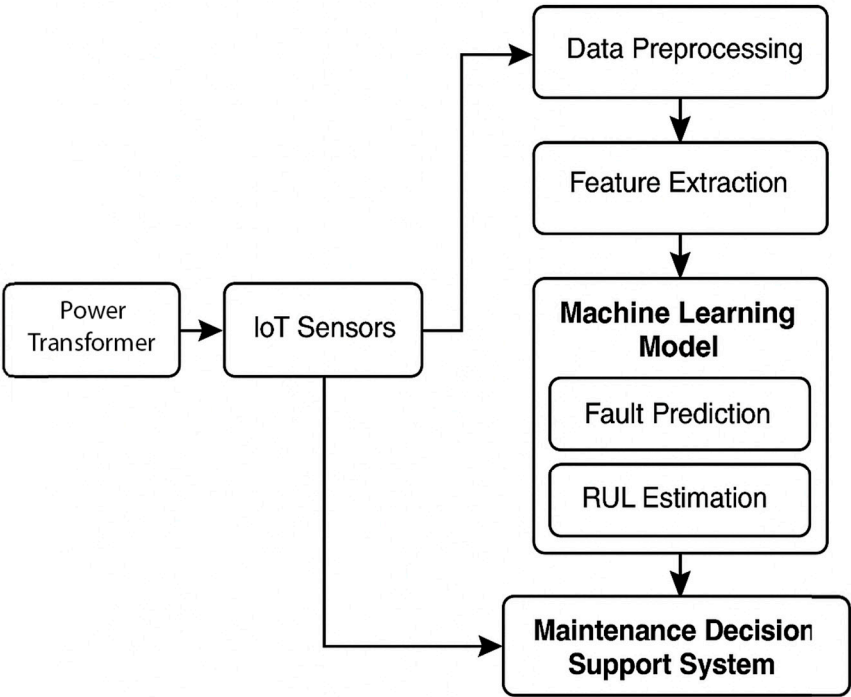 Data Preprocessing
Feature Extraction
Power
Transformer
IoT Sensors
Machine Learning
Model
Fault Prediction
RUL Estimation
Maintenance Decision
Support System